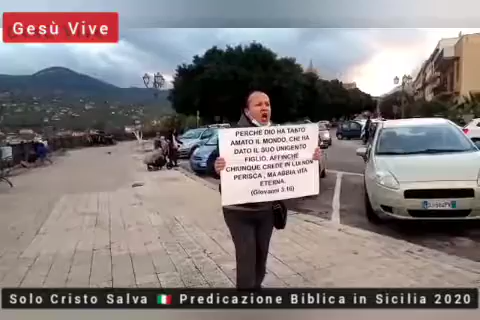 Gesù Vive
PERCHÉ DIO HA TANTO
AMATO IL MONDO, CHE HA
DATO IL SUO UNIGENITO
FIGLIO, AFFINCHÉ
CHIUNQUE CREDE IN LUI NON
PERISCA, MA ABBIA VITA
ETERNA.
(Giovanni 3:16)
Solo Cristo Salva 🇮🇹 Predicazione Biblica in Sicilia 2020